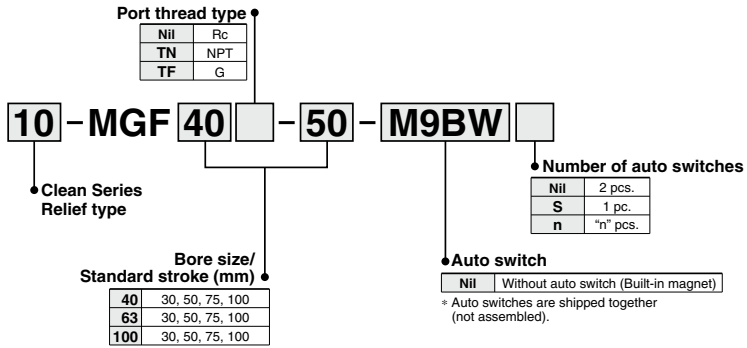 Port thread type
Nil Rc
TN NPT
TF G
10 - MGF 40 - 50 - M9BW
Clean Series
Relief type
Number of auto switches
Nil 2 pcs.
S 1 pc.
n “n” pcs.
Bore size/
Standard stroke (mm)
40 30, 50, 75, 100
63 30, 50, 75, 100
100 30, 50, 75, 100
Auto switch
Nil Without auto switch (Built-in magnet)
* Auto switches are shipped together
(not assembled).